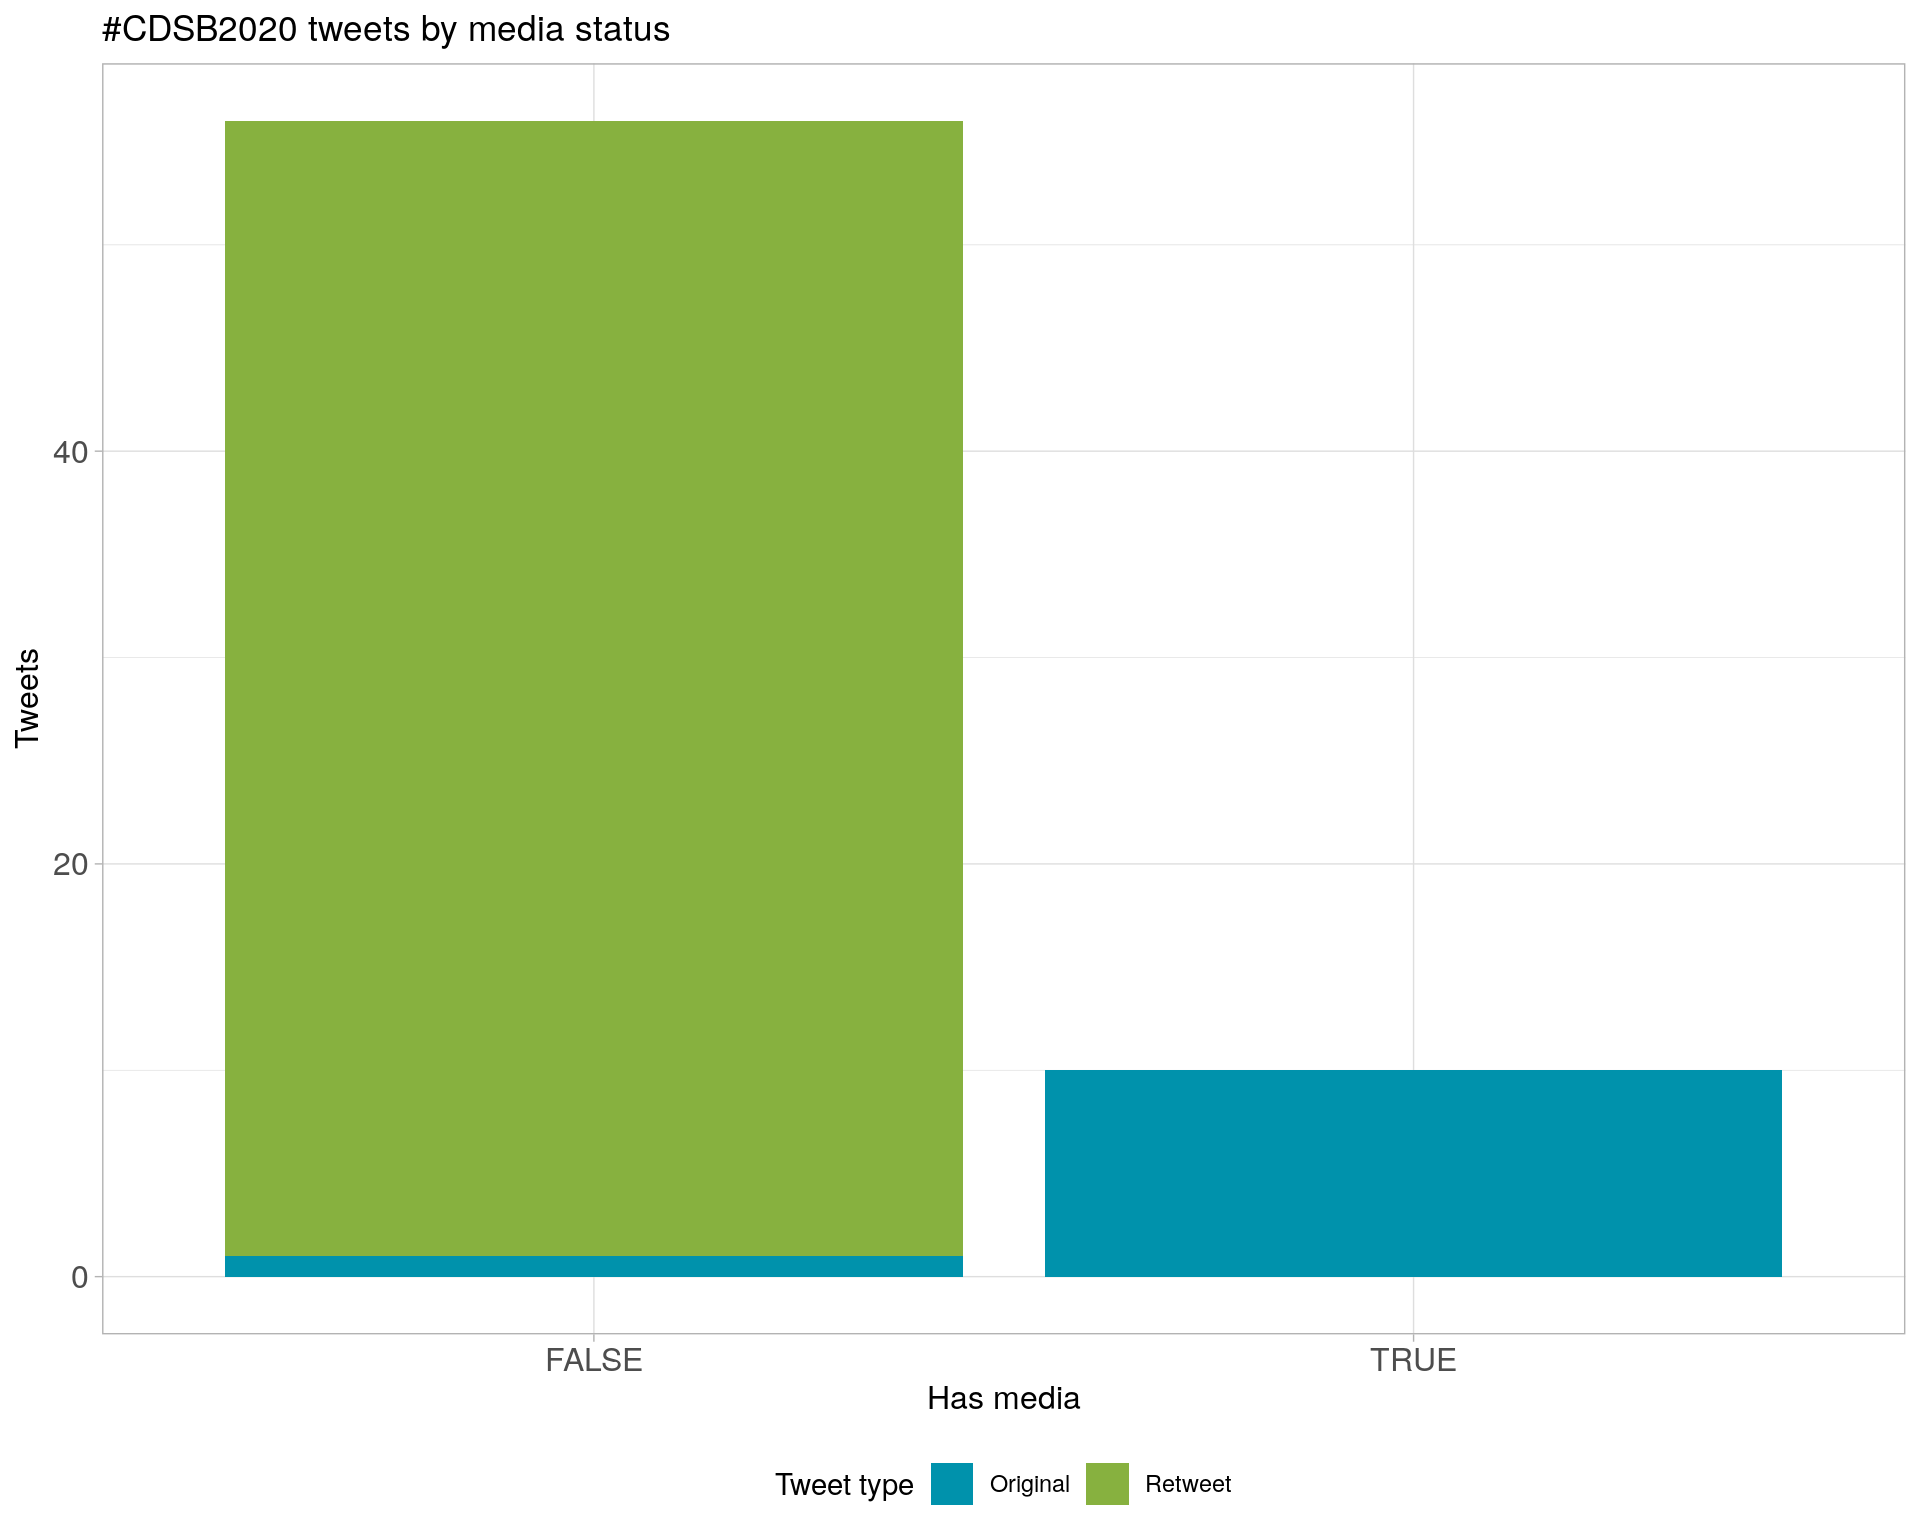 #CDSB2020 tweets by media status
Tweets
40
20
0
FALSE TRUE
Has media
Tweet type Original Retweet